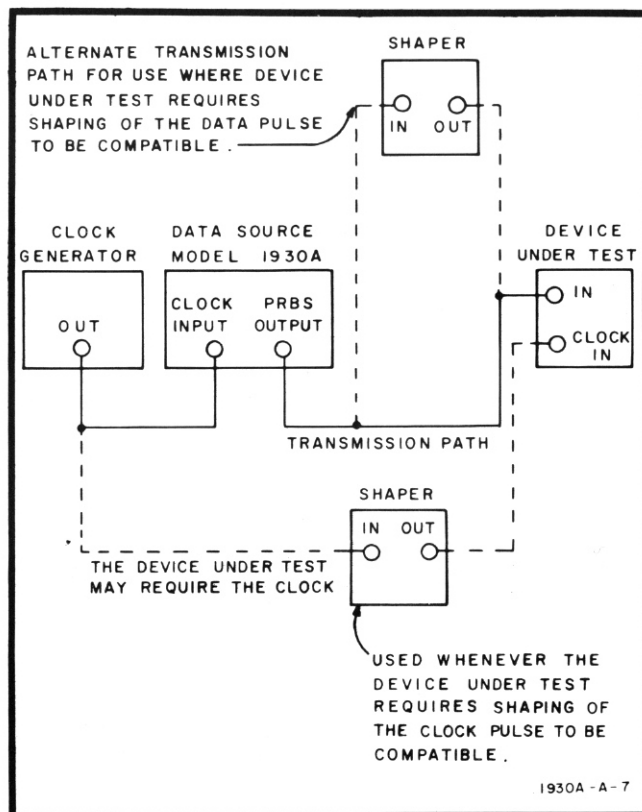 ALTERNATE TRANSMISSION
PATH FOR USE WHERE DEVICE
UNDER TEST REQUIRES
SHAPING OF THE DATA PULSE
TO BE COMPATIBLE.
SHAPER
IN OUT
CLOCK
GENERATOR
OUT
DATA SOURCE
MODEL 1930A
CLOCK PRBS
INPUT OUTPUT
DEVICE
UNDER TEST
IN
CLOCK
IN
TRANSMISSION PATH
SHAPER
IN OUT
THE DEVICE UNDER TEST
MAY REQUIRE THE CLOCK
USED WHENEVER THE
DEVICE UNDER TEST
REQUIRES SHAPING OF
THE CLOCK PULSE TO BE
COMPATIBLE.
1930A-A-7